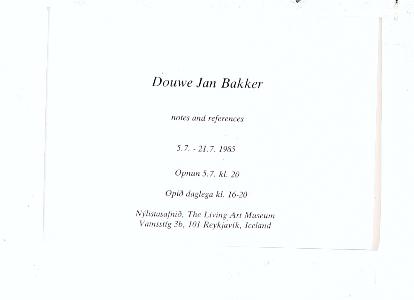 Douwe Jan Bakker
notes and references
5.7. - 21.7. 1985
Opnun 5.7. kl. 20
Opið daglega kl. 16-20
Nýlistasafnið, The Living Art Museum
Vatnsstíg 3b, 101 Reykjavík, Iceland